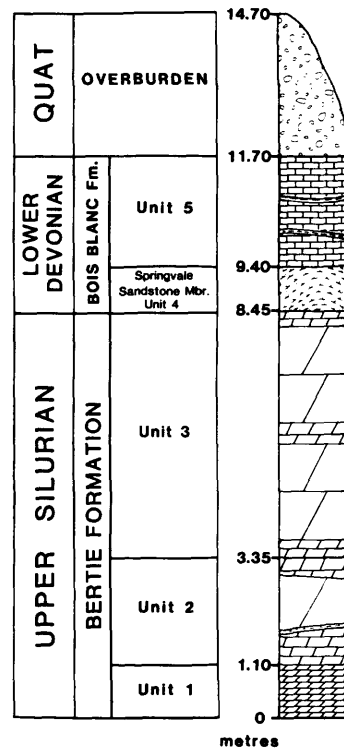 14.70
QUAT
OVERBURDEN
11.70
LOWER
DEVONIAN
BOIS BLANC Fm.
Unit 5
9.40
Springvale
Sandstone Mbr.
Unit 4
8.45
UPPER SILURIAN
BERTIE FORMATION
Unit 3
3.35
Unit 2
1.10
Unit 1
0
metres